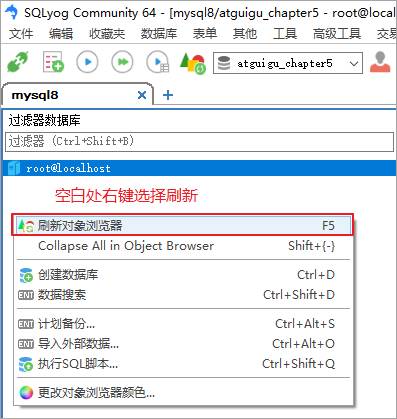 SQLyog Community 64 - [mysql8/atguigu_chapter5 - root@localho
文件 编辑 收藏夹 数据库 表单 其他 工具 高级工具 交易
atguigu_chapter5
mysql8 × +
过滤器数据库
过滤器 (Ctrl+Shift+B)
root@localhost
空白处右键选择刷新
刷新对象浏览器 F5
Collapse All in Object Browser Shift+{-}
创建数据库 Ctrl+D
ENT 数据搜索 Ctrl+Shift+D
ENT 计划备份... Ctrl+Alt+S
ENT 导入外部数据... Ctrl+Alt+O
执行SQL脚本... Ctrl+Shift+Q
更改对象浏览器颜色...